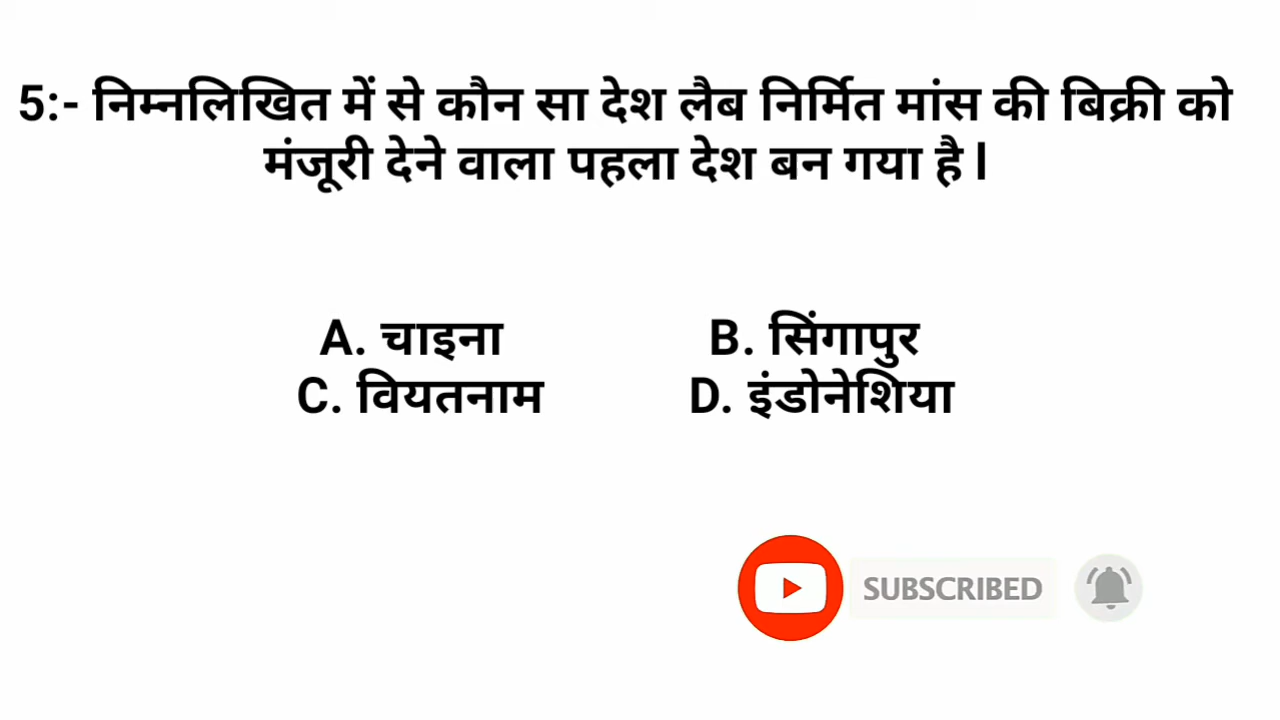 5:- निम्नलिखित में से कौन सा देश लैब निर्मित मांस की बिक्री को
मंजूरी देने वाला पहला देश बन गया है l
A. चाइना B. सिंगापुर
C. वियतनाम D. इंडोनेशिया
SUBSCRIBED